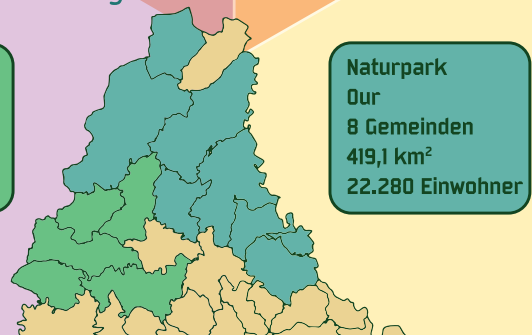 Naturpark
Our
8 Gemeinden
419,1 km²
22.280 Einwohner